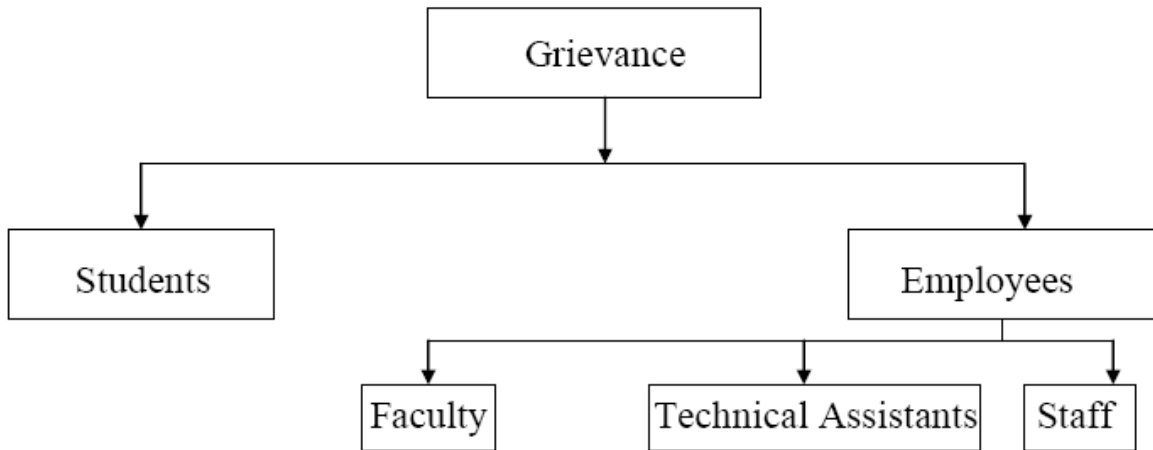 Grievance
Students
Employees
Faculty
Technical Assistants
Staff